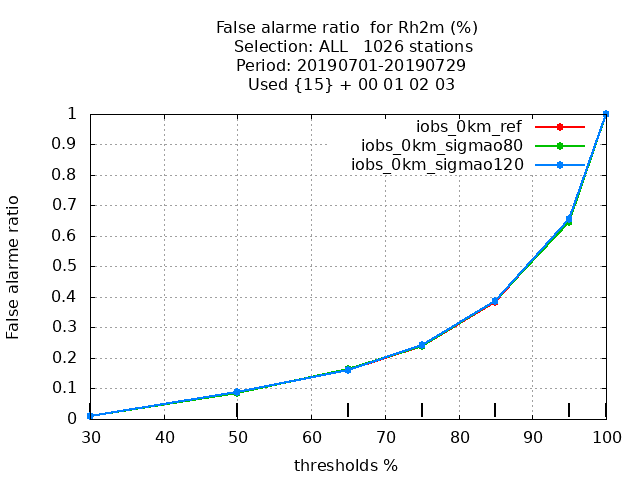 False alarme ratio  for Rh2m (%)
Selection: ALL   1026 stations
Period: 20190701-20190729
Used {15} + 00 01 02 03
iobs_0km_ref
iobs_0km_sigmao80
iobs_0km_sigmao120
False alarme ratio
1
0.9
0.8
0.7
0.6
0.5
0.4
0.3
0.2
0.1
0
30 40 50 60 70 80 90 100
thresholds %